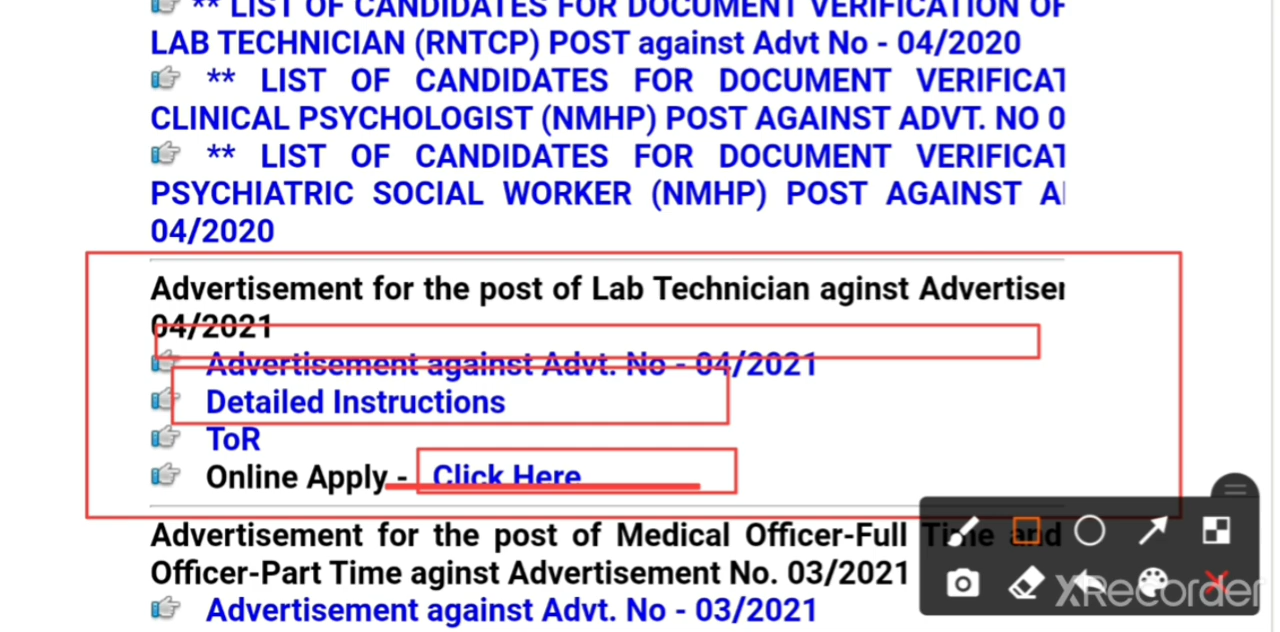 ** LIST OF CANDIDATES FOR DOCUMENT VERIFICATION OF
LAB TECHNICIAN (RNTCP) POST against Advt No - 04/2020
** LIST OF CANDIDATES FOR DOCUMENT VERIFICAT
CLINICAL PSYCHOLOGIST (NMHP) POST AGAINST ADVT. NO 0
** LIST OF CANDIDATES FOR DOCUMENT VERIFICAT
PSYCHIATRIC SOCIAL WORKER (NMHP) POST AGAINST A
04/2020
Advertisement for the post of Lab Technician aginst Advertiser
04/2021
Advertisement against Advt. No - 04/2021
Detailed Instructions
ToR
Online Apply - Click Here
Advertisement for the post of Medical Officer-Full Time and
Officer-Part Time aginst Advertisement No. 03/2021
Advertisement against Advt. No - 03/2021
XRecorder